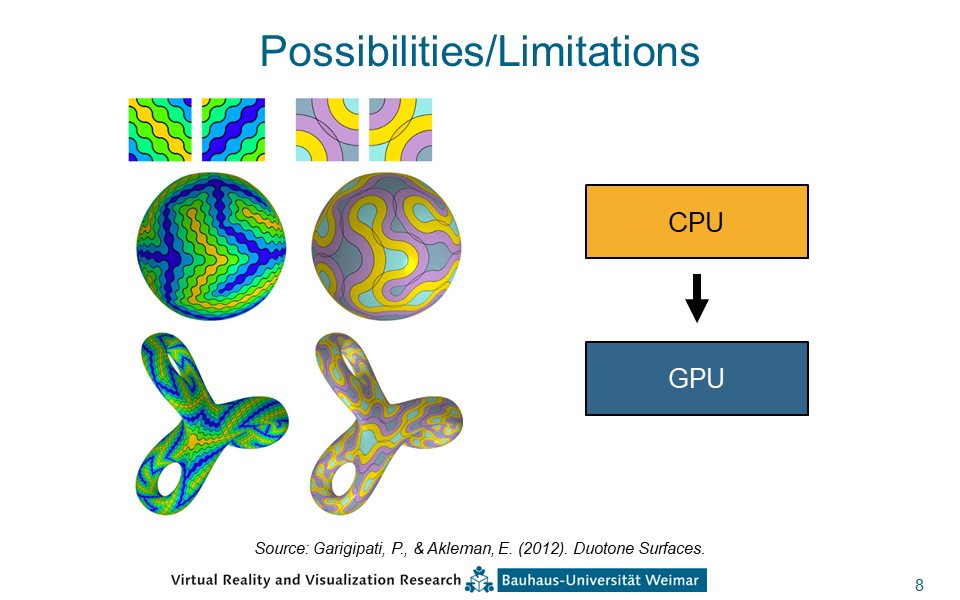 Possibilities/Limitations
CPU
GPU
Source: Garigipati, P., & Akleman, E. (2012). Duotone Surfaces.
Virtual Reality and Visualization Research Bauhaus-Universität Weimar
8